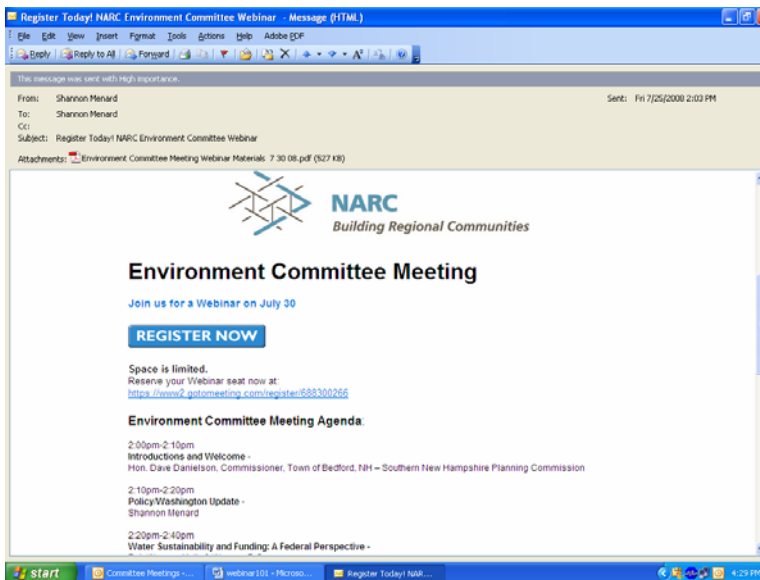 Register Today! NARC Environment Committee Webinar - Message (HTML)
File Edit View Insert Format Tools Actions Help Adobe PDF
Reply Reply to All Forward
This message was sent with High importance.
From: Shannon Menard Sent: Fri 7/25/2008 2:03 PM
To: Shannon Menard
Cc:
Subject: Register Today! NARC Environment Committee Webinar
Attachments: Environment Committee Meeting Webinar Materials 7 30 08.pdf (527 KB)
NARC
Building Regional Communities
Environment Committee Meeting
Join us for a Webinar on July 30
REGISTER NOW
Space is limited.
Reserve your Webinar seat now at:
https://www2.gotomeeting.com/register/688300266
Environment Committee Meeting Agenda:
2:00pm-2:10pm
Introductions and Welcome -
Hon. Dave Danielson, Commissioner, Town of Bedford, NH – Southern New Hampshire Planning Commission
2:10pm-2:20pm
Policy/Washington Update -
Shannon Menard
2:20pm-2:40pm
Water Sustainability and Funding: A Federal Perspective -
start Committee Meetings -... webinar101 - Microso... Register Today! NAR... 4:29 PM